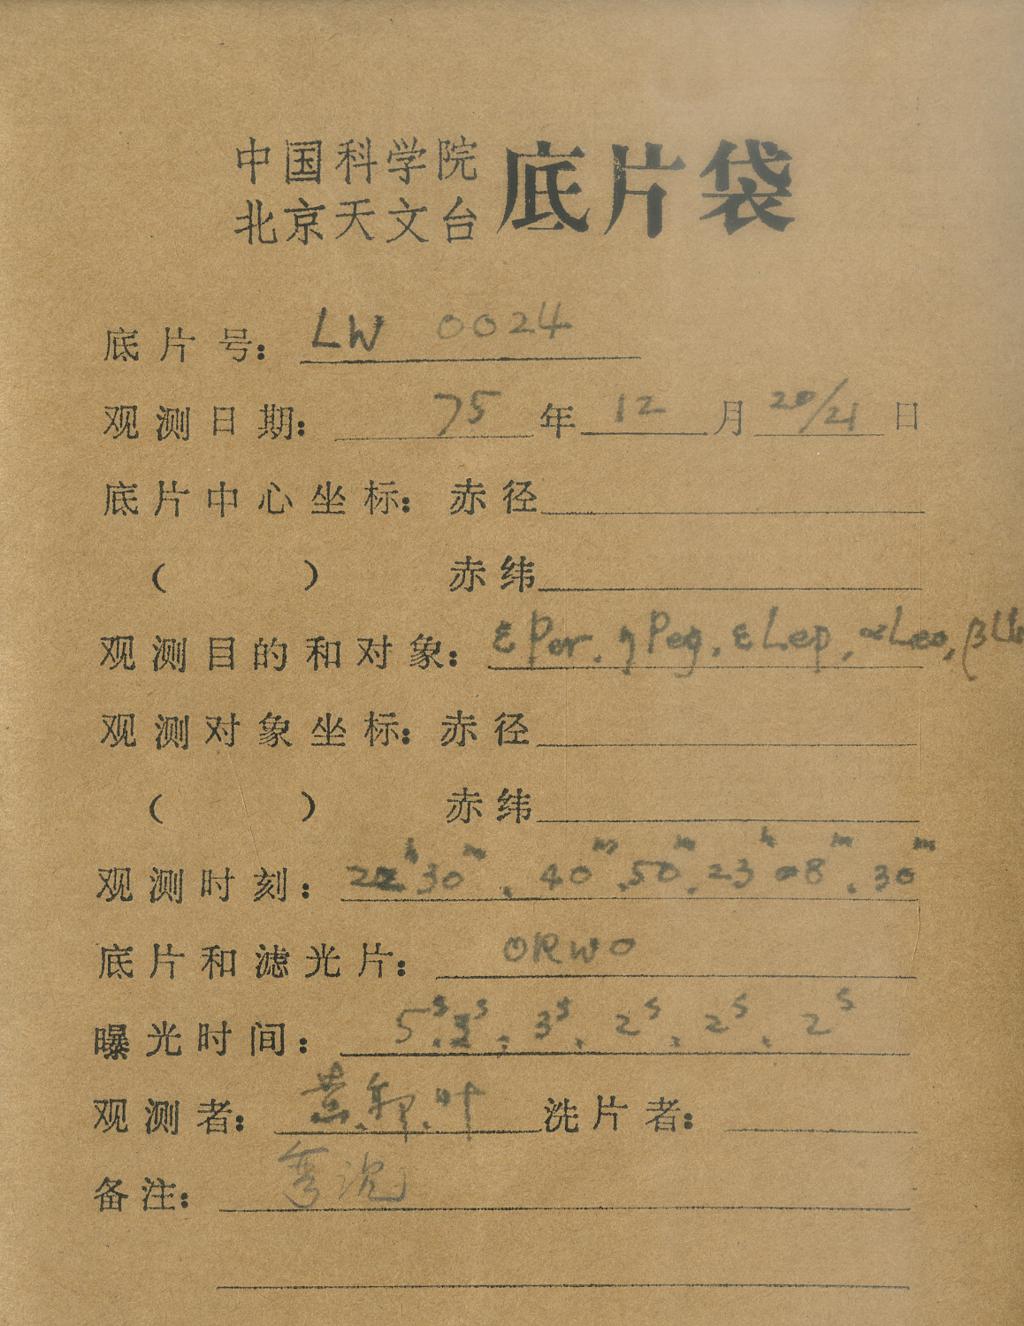 中国科学院
北京天文台 底片袋
底片号: LW 0024
观测日期: 75 年 12 月 20/21 日
底片中心坐标: 赤径
( ) 赤纬
观测目的和对象: εPer, ηPeg, εLep, αLeo,
观测对象坐标: 赤径
( ) 赤纬
观测时刻: 22ʰ30ᵐ, 40ᵐ, 50ᵐ, 23ʰ08ᵐ, 30ᵐ
底片和滤光片: ORWO
曝光时间: 5ˢ, 3ˢ, 2ˢ, 2ˢ, 2ˢ
观测者: 黄 叶 洗片者:
备注: